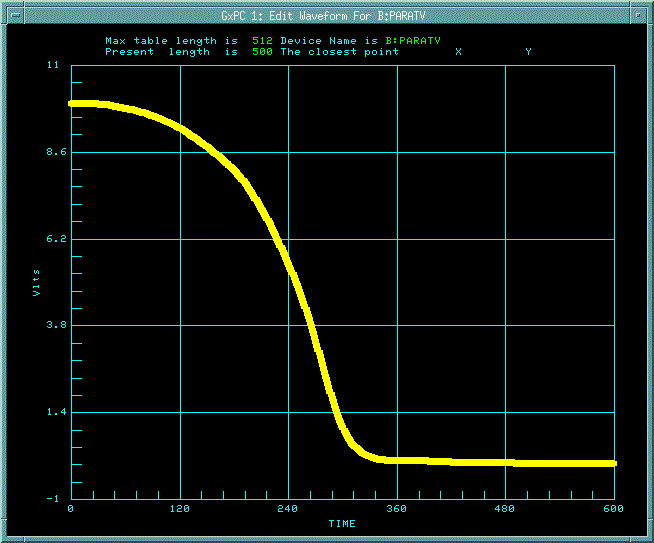 GxPC 1: Edit Waveform For B:PARATV
Max table length is 512 Device Name is B:PARATV
Present length is 500 The closest point X Y
11
8.6
6.2
Vlts
3.8
1.4
-1
0 120 240 360 480 600
TIME